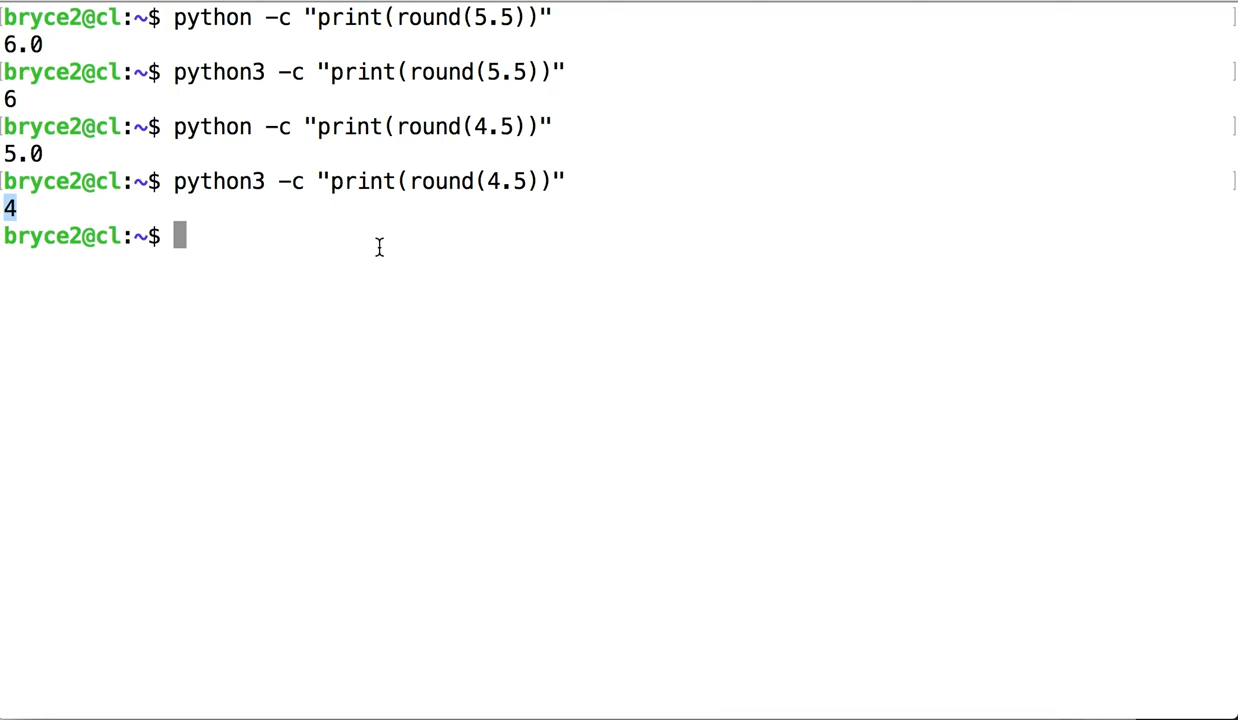 bryce2@cl:~$ python -c "print(round(5.5))"
6.0
bryce2@cl:~$ python3 -c "print(round(5.5))"
6
bryce2@cl:~$ python -c "print(round(4.5))"
5.0
bryce2@cl:~$ python3 -c "print(round(4.5))"
4
bryce2@cl:~$